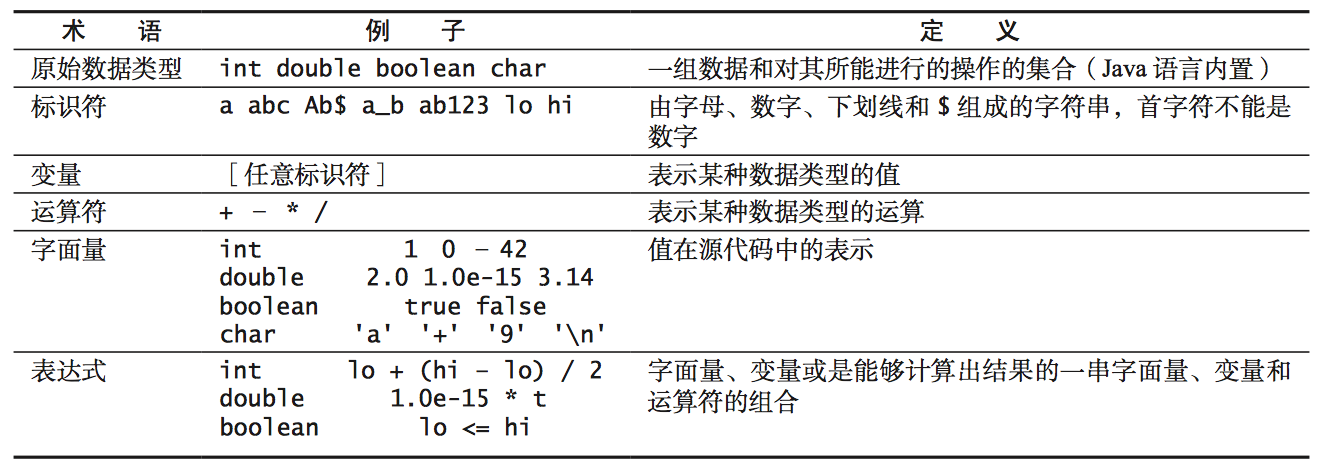 术 语 例 子 定 义
原始数据类型 int double boolean char 一组数据和对其所能进行的操作的集合（Java 语言内置）
标识符 a abc Ab$ a_b ab123 lo hi 由字母、数字、下划线和 $ 组成的字符串，首字符不能是
数字
变量 ［任意标识符］ 表示某种数据类型的值
运算符 + − * / 表示某种数据类型的运算
字面量 int 1 0 −42 值在源代码中的表示
double 2.0 1.0e-15 3.14
boolean true false
char 'a' '+' '9' '\n'
表达式 int lo + (hi − lo) / 2 字面量、变量或是能够计算出结果的一串字面量、变量和
double 1.0e-15 * t 运算符的组合
boolean lo <= hi